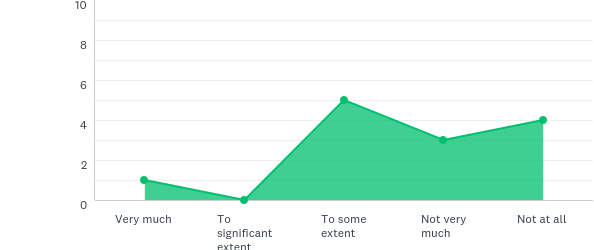 10
8
6
4
2
0
Very much
To
significant
extent
To some
extent
Not very
much
Not at all